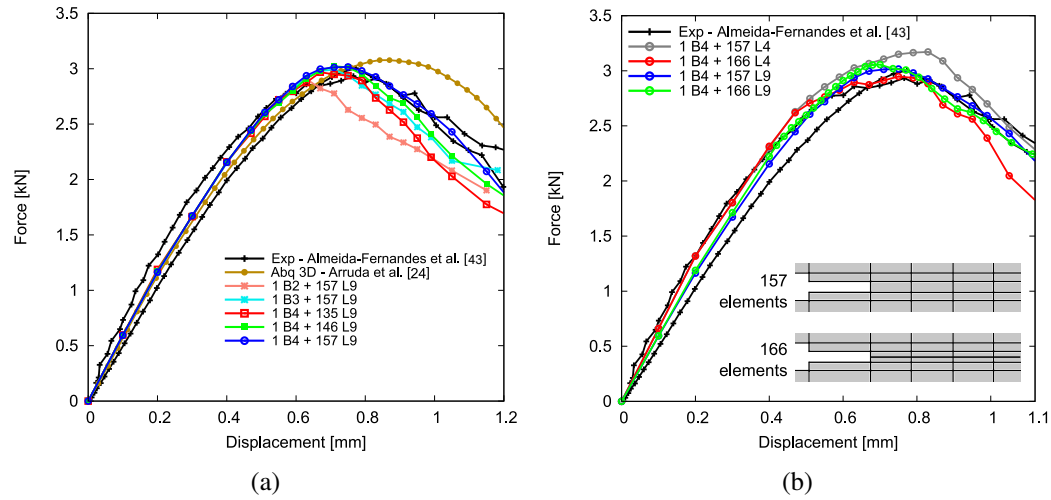 3.5
3
2.5
2
1.5
1
0.5
0
0
0.2
0.4
0.6
0.8
1
1.2
Force [kN]
Displacement [mm]
Exp - Almeida-Fernandes et al. [43]
Abq 3D - Arruda et al. [24]
1 B2 + 157 L9
1 B3 + 157 L9
1 B4 + 135 L9
1 B4 + 146 L9
1 B4 + 157 L9
(a)
3.5
3
2.5
2
1.5
1
0.5
0
0
0.2
0.4
0.6
0.8
1
1.1
Force [kN]
Displacement [mm]
Exp - Almeida-Fernandes et al. [43]
1 B4 + 157 L4
1 B4 + 166 L4
1 B4 + 157 L9
1 B4 + 166 L9
157
elements
166
elements
(b)